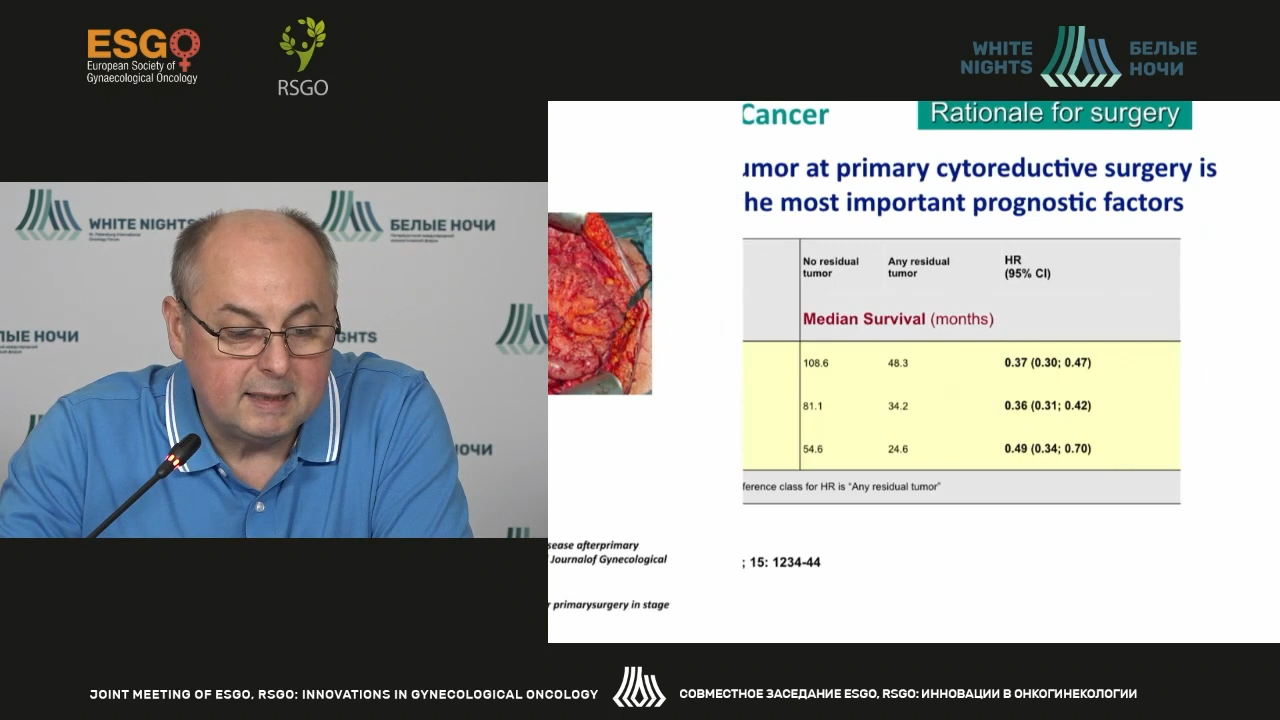 ESGO
European Society of
Gynaecological Oncology
RSGO
WHITE
NIGHTS
БЕЛЫЕ
НОЧИ
WHITE NIGHTS
БЕЛЫЕ НОЧИ
ЕЛЫЕ НОЧИ
GHTS
НОЧИ
Cancer
Rationale for surgery
umor at primary cytoreductive surgery is
he most important prognostic factors
No residual
tumor
Any residual
tumor
HR
(95% CI)
Median Survival (months)
108.6 48.3 0.37 (0.30; 0.47)
81.1 34.2 0.36 (0.31; 0.42)
54.6 24.6 0.49 (0.34; 0.70)
ference class for HR is “Any residual tumor”
sease afterprimary
l Journalof Gynecological
; 15: 1234-44
r primarysurgery in stage
JOINT MEETING OF ESGO, RSGO: INNOVATIONS IN GYNECOLOGICAL ONCOLOGY
СОВМЕСТНОЕ ЗАСЕДАНИЕ ESGO, RSGO: ИННОВАЦИИ В ОНКОГИНЕКОЛОГИИ